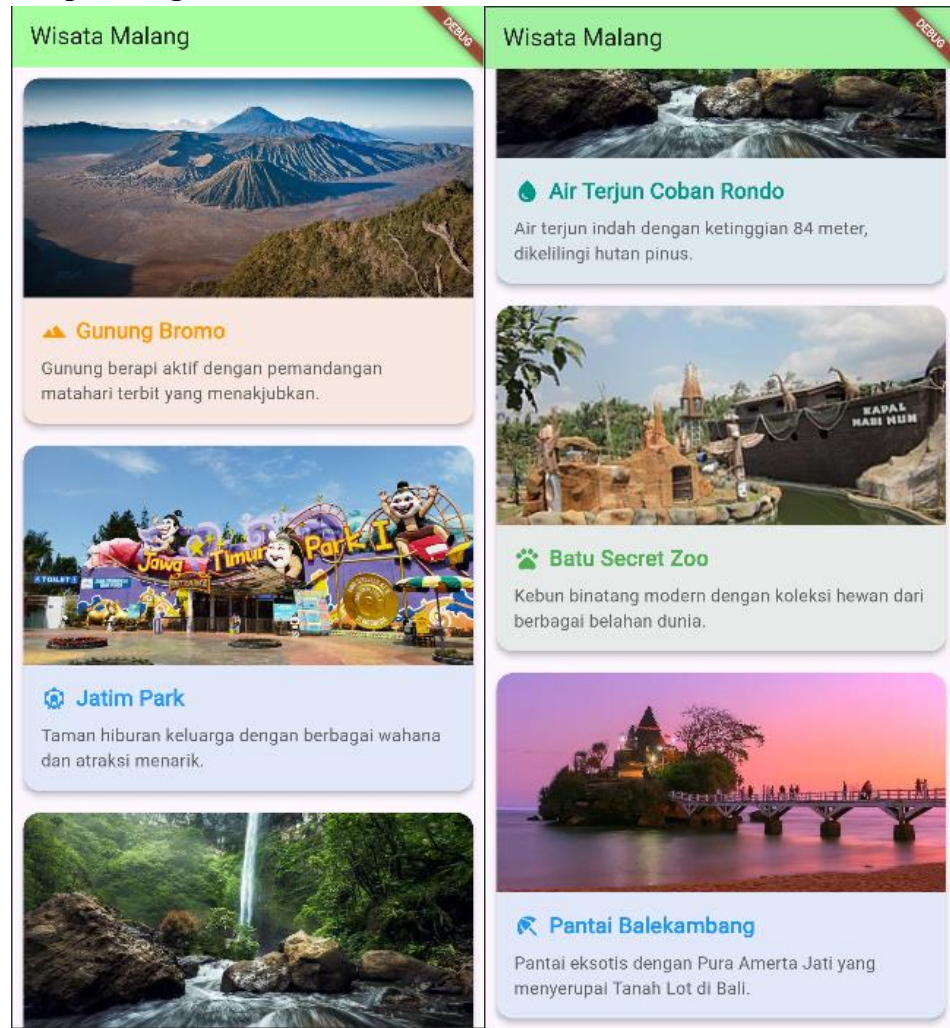 Wisata Malang
DEBUG
Gunung Bromo
Gunung berapi aktif dengan pemandangan
matahari terbit yang menakjubkan.
Jawa Timur Park I
TOILET
ENTRANCE
Jatim Park
Taman hiburan keluarga dengan berbagai wahana
dan atraksi menarik.
Wisata Malang
DEBUG
Air Terjun Coban Rondo
Air terjun indah dengan ketinggian 84 meter,
dikelilingi hutan pinus.
KAPAL
NABI NUH
Batu Secret Zoo
Kebun binatang modern dengan koleksi hewan dari
berbagai belahan dunia.
Pantai Balekambang
Pantai eksotis dengan Pura Amerta Jati yang
menyerupai Tanah Lot di Bali.